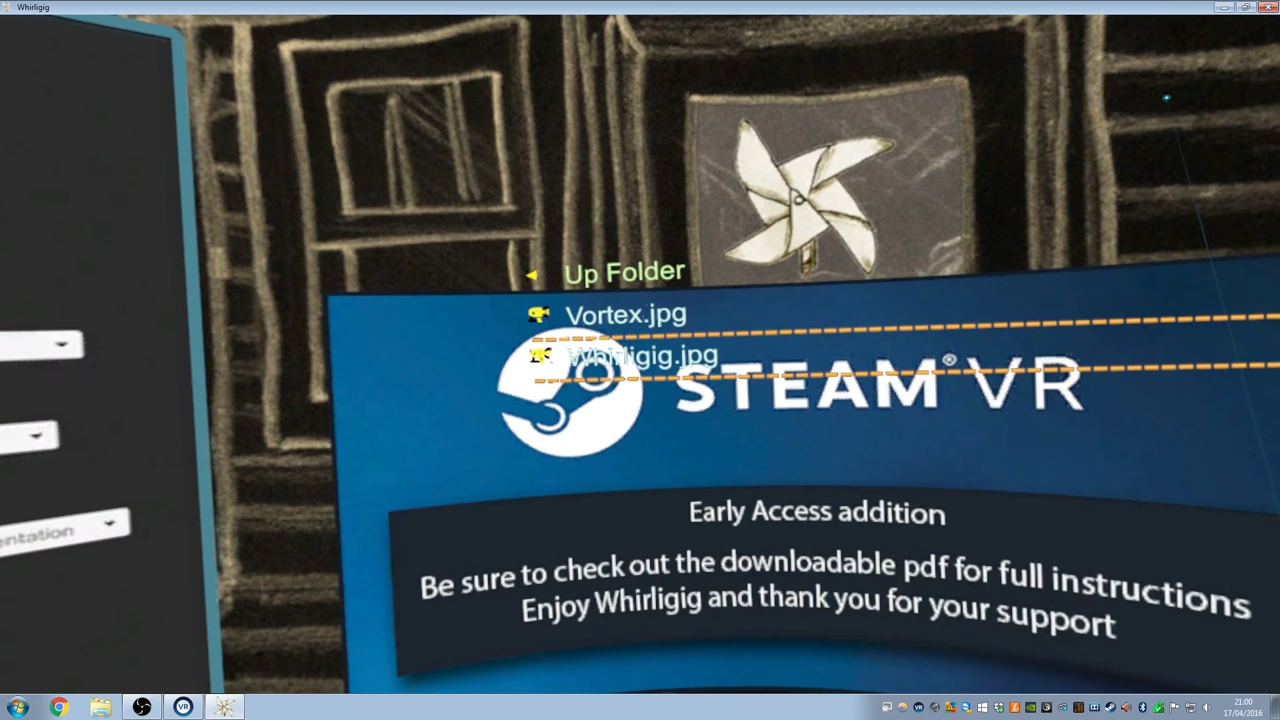 Whirligig
Up Folder
Vortex.jpg
Whirligig.jpg
STEAM®VR
Early Access addition
Be sure to check out the downloadable pdf for full instructions
Enjoy Whirligig and thank you for your support
entation
21:00
17/04/2016